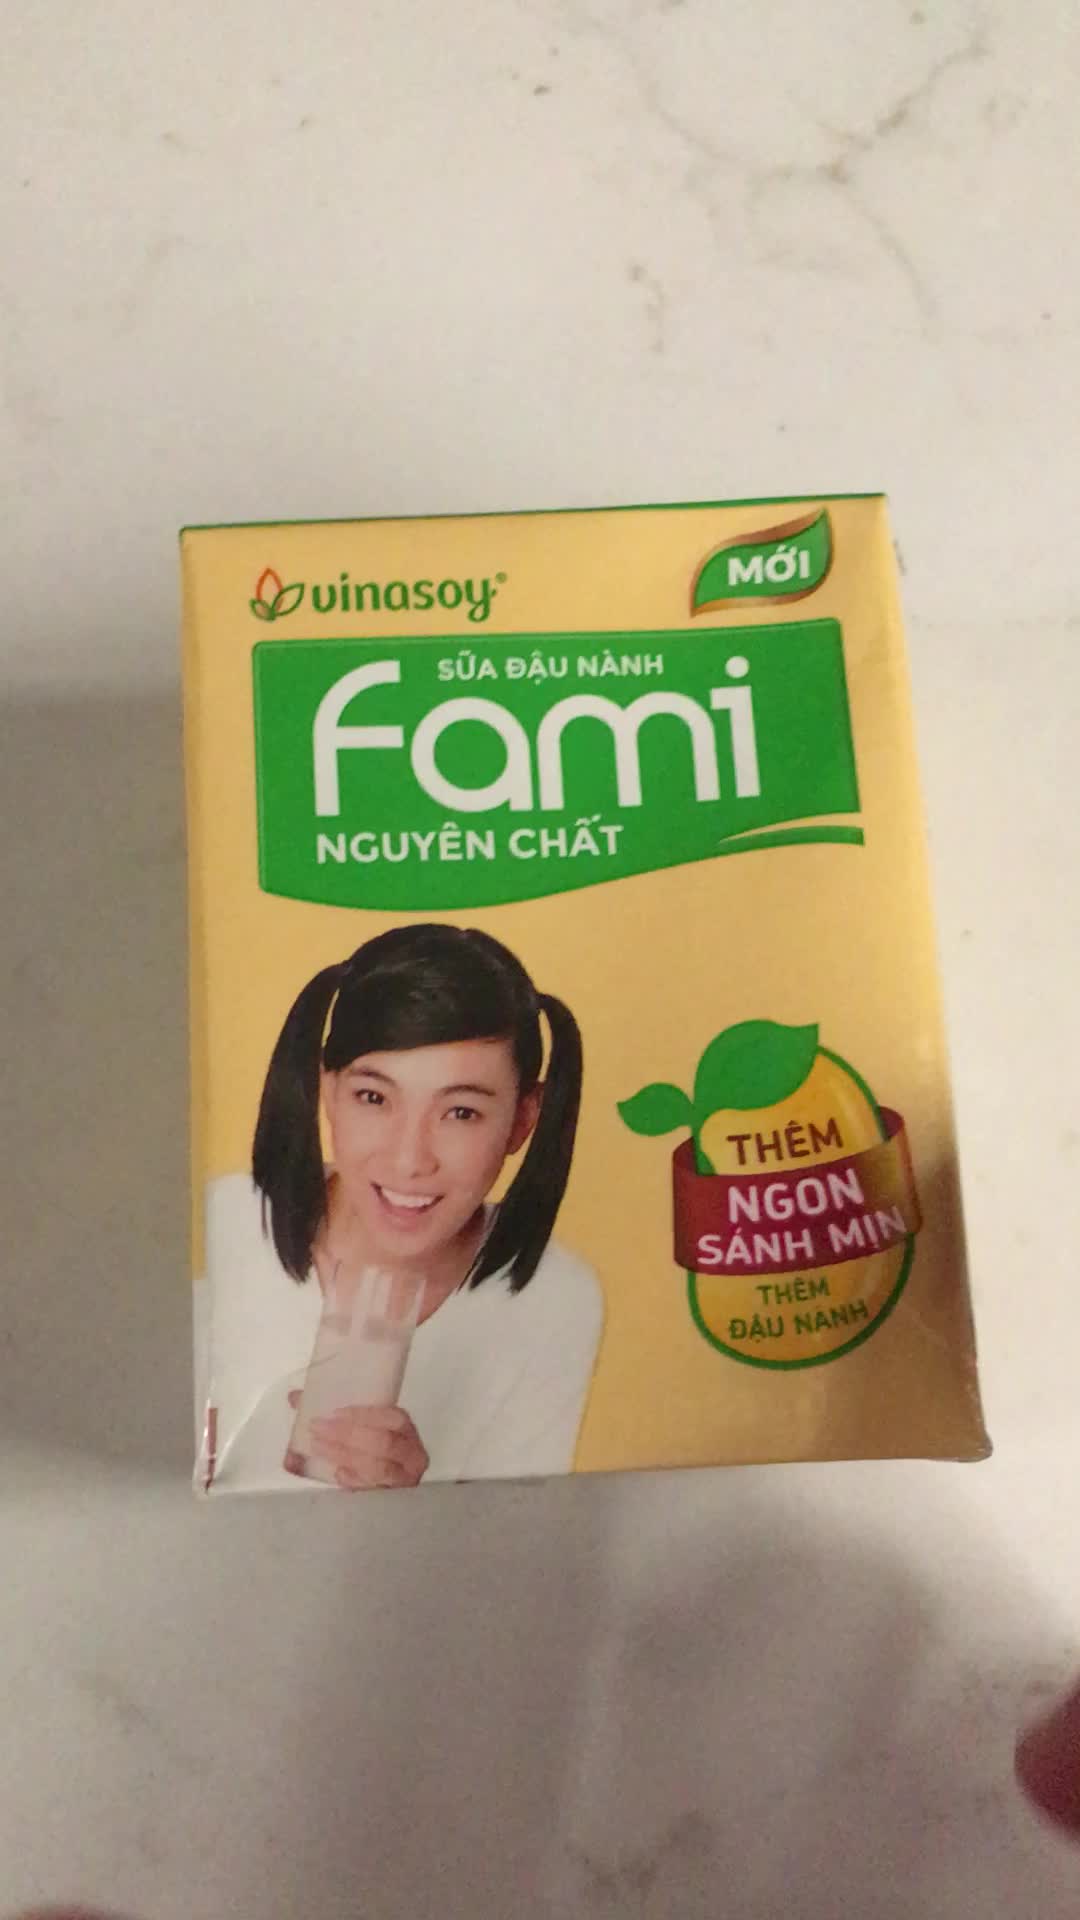 vinasoy®
MỚI
SỮA ĐẬU NÀNH
fami
NGUYÊN CHẤT
THÊM
NGON
SÁNH MỊN
THÊM
ĐẬU NÀNH